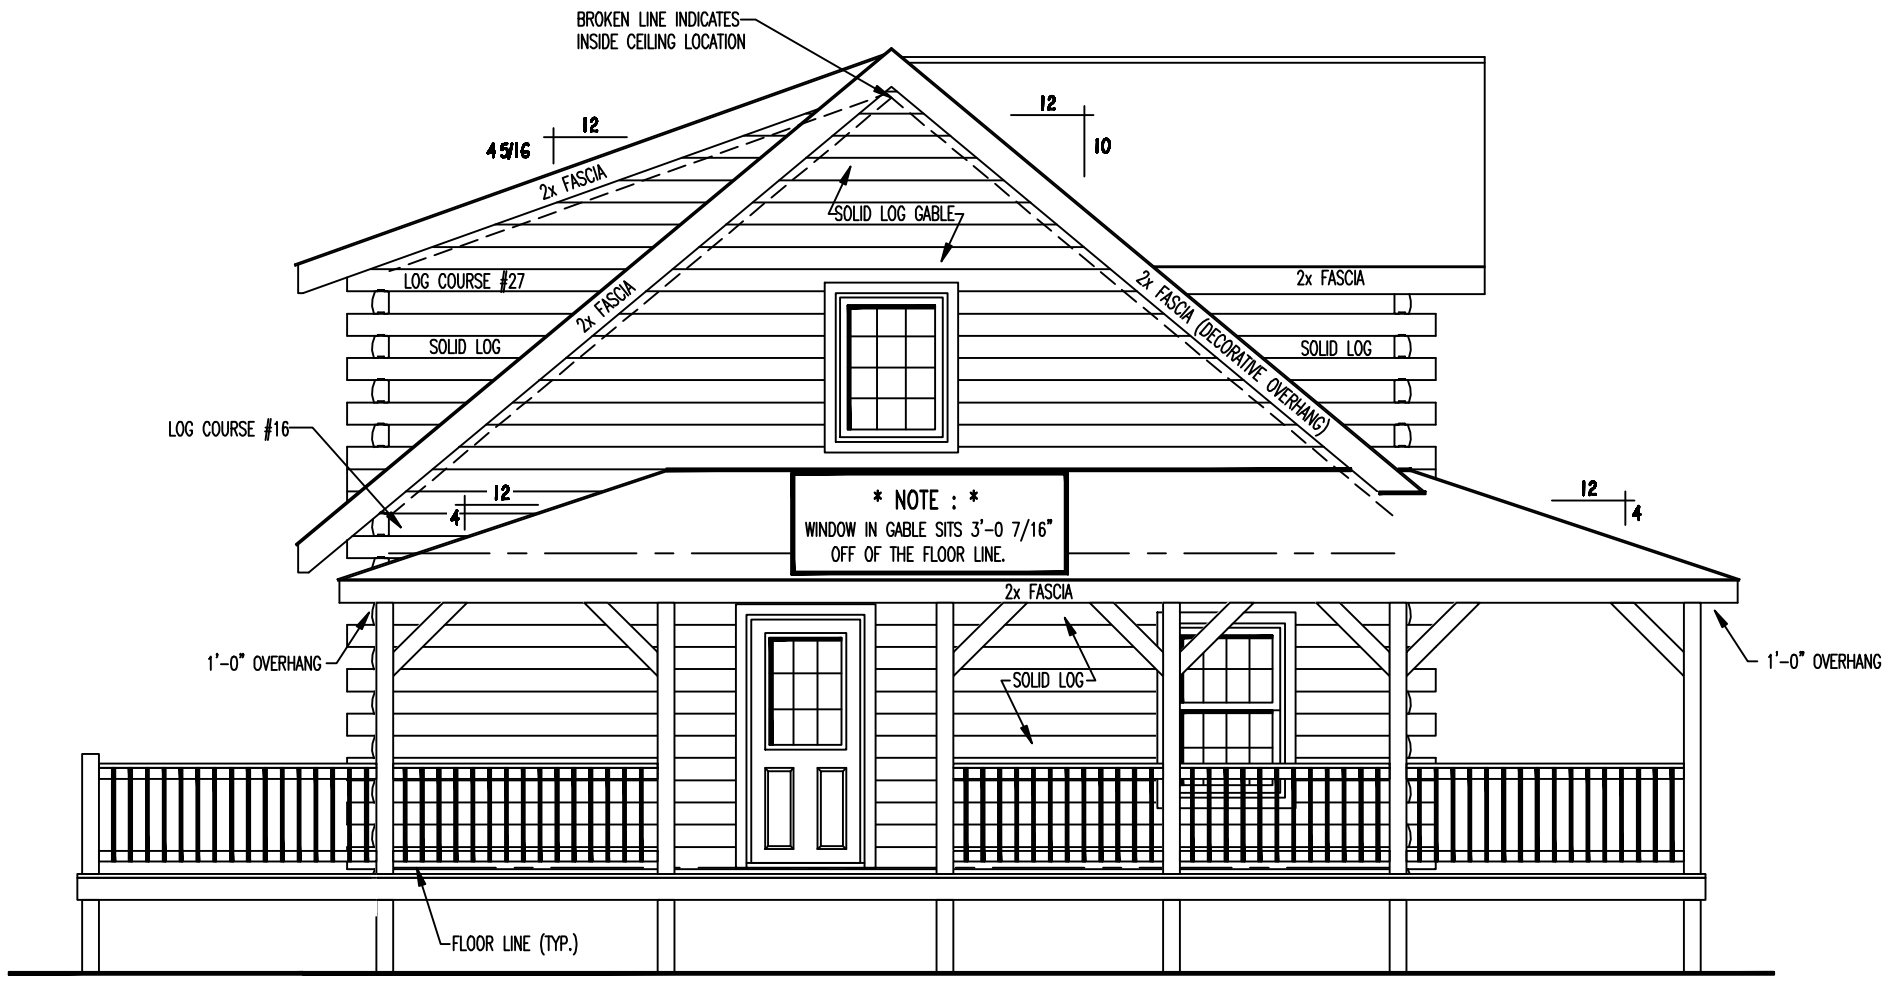 BROKEN LINE INDICATES
INSIDE CEILING LOCATION
12
4 5/16
12
10
2x FASCIA
SOLID LOG GABLE
LOG COURSE #27
2x FASCIA
2x FASCIA (DECORATIVE OVERHANG)
2x FASCIA
SOLID LOG
SOLID LOG
LOG COURSE #16
12
4
* NOTE : *
WINDOW IN GABLE SITS 3'-0 7/16"
OFF OF THE FLOOR LINE.
12
4
2x FASCIA
1'-0" OVERHANG
SOLID LOG
1'-0" OVERHANG
FLOOR LINE (TYP.)